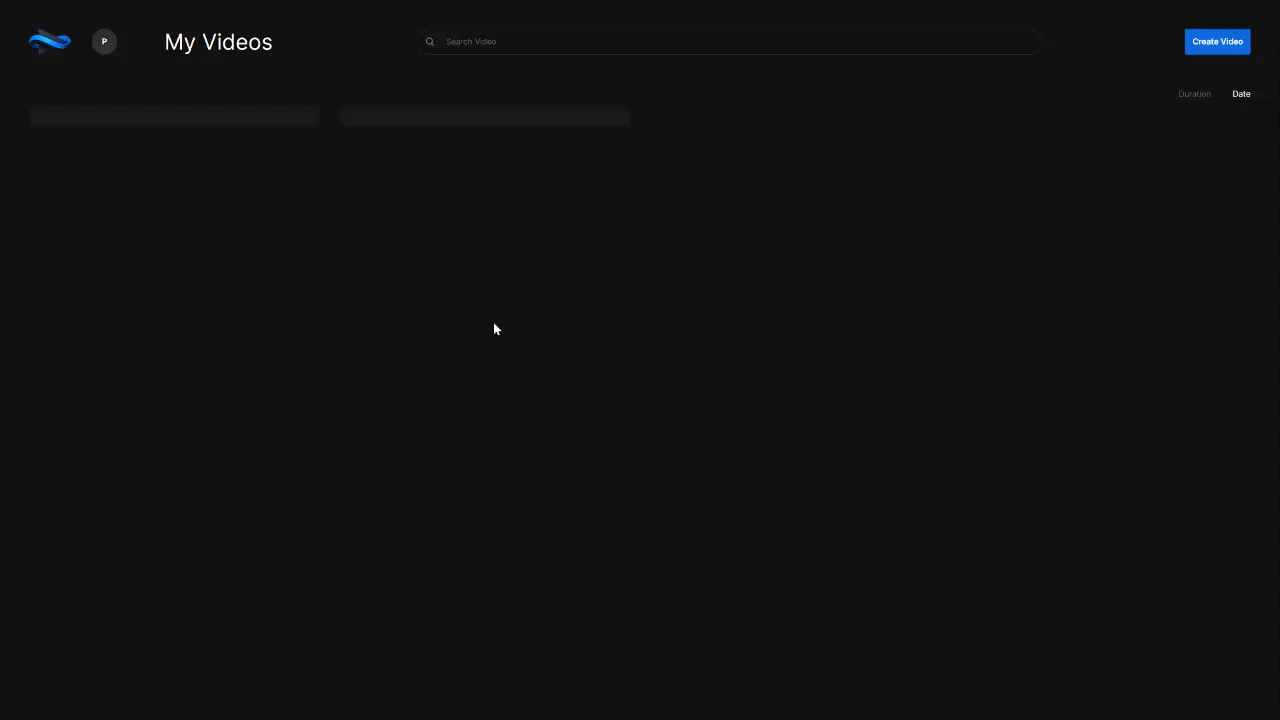 P
My Videos
Search Video
Create Video
Duration
Date